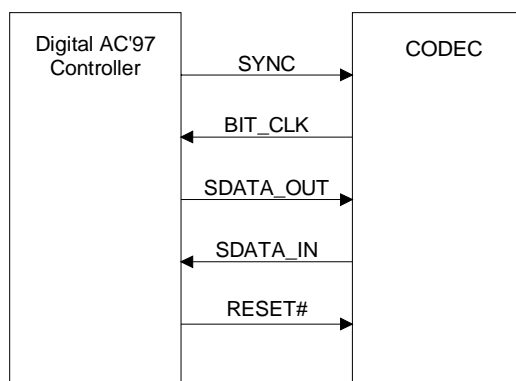 Digital AC'97
Controller
CODEC
SYNC
BIT_CLK
SDATA_OUT
SDATA_IN
RESET#